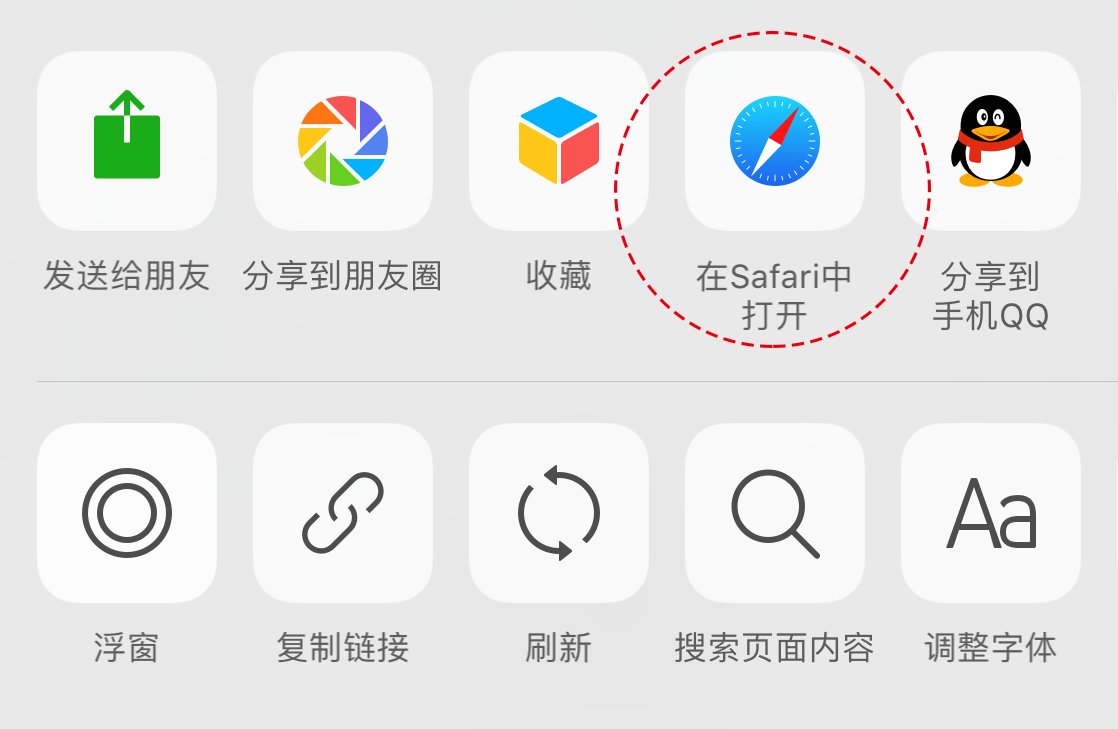 发送给朋友
分享到朋友圈
收藏
在Safari中
打开
分享到
手机QQ
Aa
浮窗
复制链接
刷新
搜索页面内容
调整字体